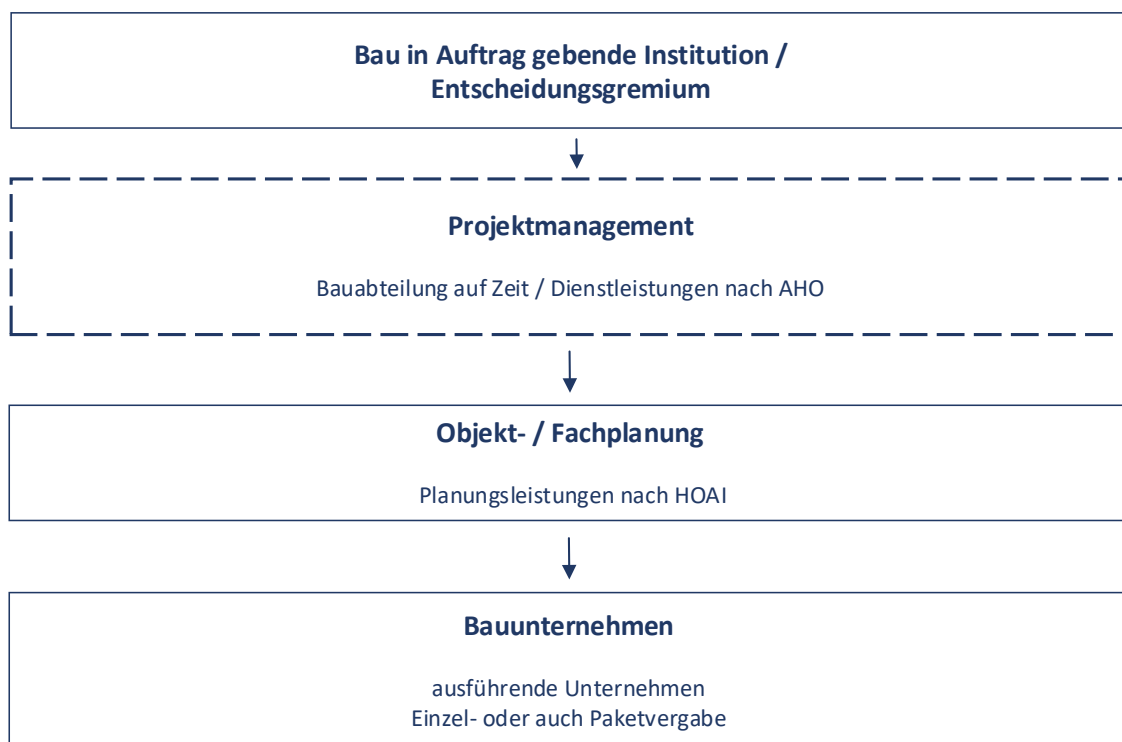 Bau in Auftrag gebende Institution /
Entscheidungsgremium
Projektmanagement
Bauabteilung auf Zeit / Dienstleistungen nach AHO
Objekt- / Fachplanung
Planungsleistungen nach HOAI
Bauunternehmen
ausführende Unternehmen
Einzel- oder auch Paketvergabe